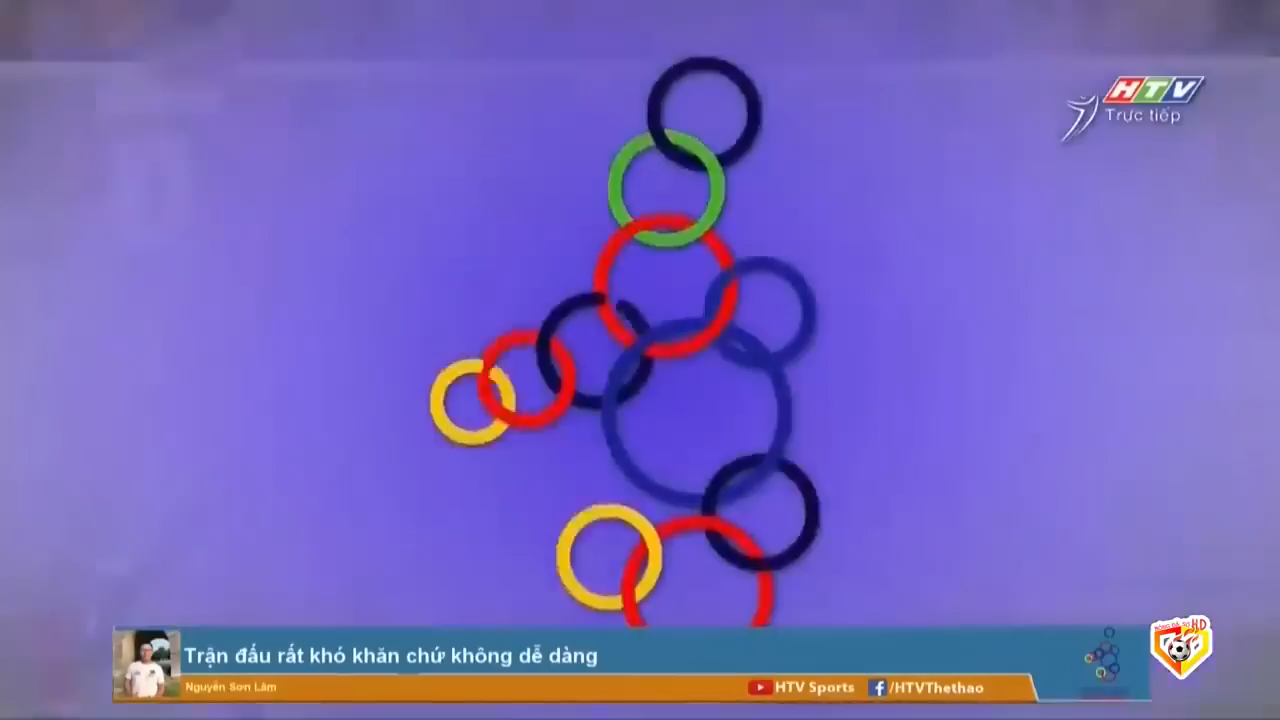 HTV
Trực tiếp
HD
Trận đấu rất khó khăn chứ không dễ dàng
Nguyễn Sơn Lâm
HTV Sports
/HTVThethao